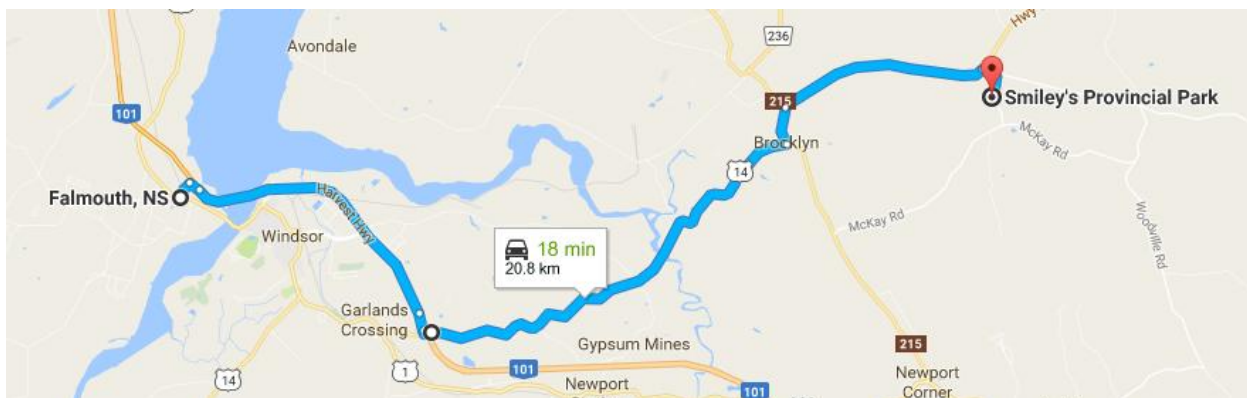 Avondale
236
Hwy
101
215
Smiley's Provincial Park
McKay Rd
Brocklyn
14
Falmouth, NS
Harvest Hwy
Windsor
18 min
20.8 km
McKay Rd
Woodville Rd
Garlands
Crossing
Gypsum Mines
215
101
14
1
Newport
101
Newport
Corner